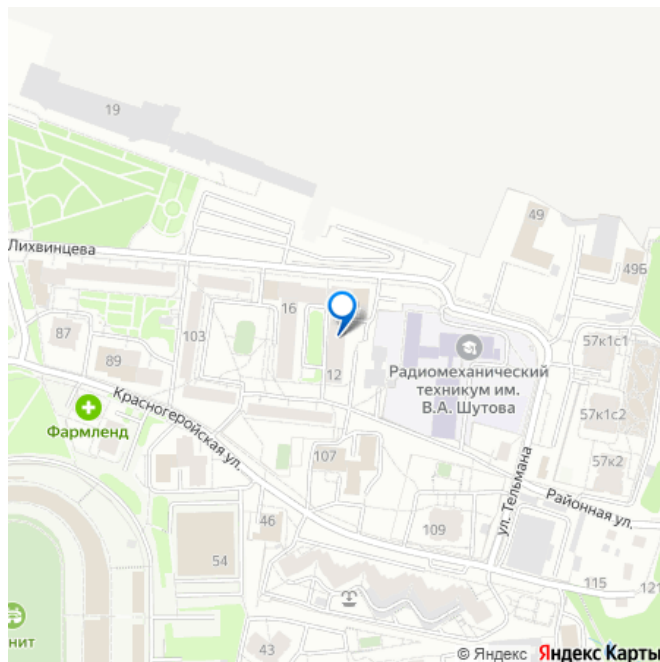 19
49
Лихвинцева
49Б
16
87
103
57к1с1
89
Радиомеханический
техникум им.
В.А. Шутова
12
Красногеройская ул.
57к1с2
Фармленд
107
57к2
ул. Тельмана
Районная ул.
46
109
54
115
121
нит
43
© Яндекс Яндекс Карты